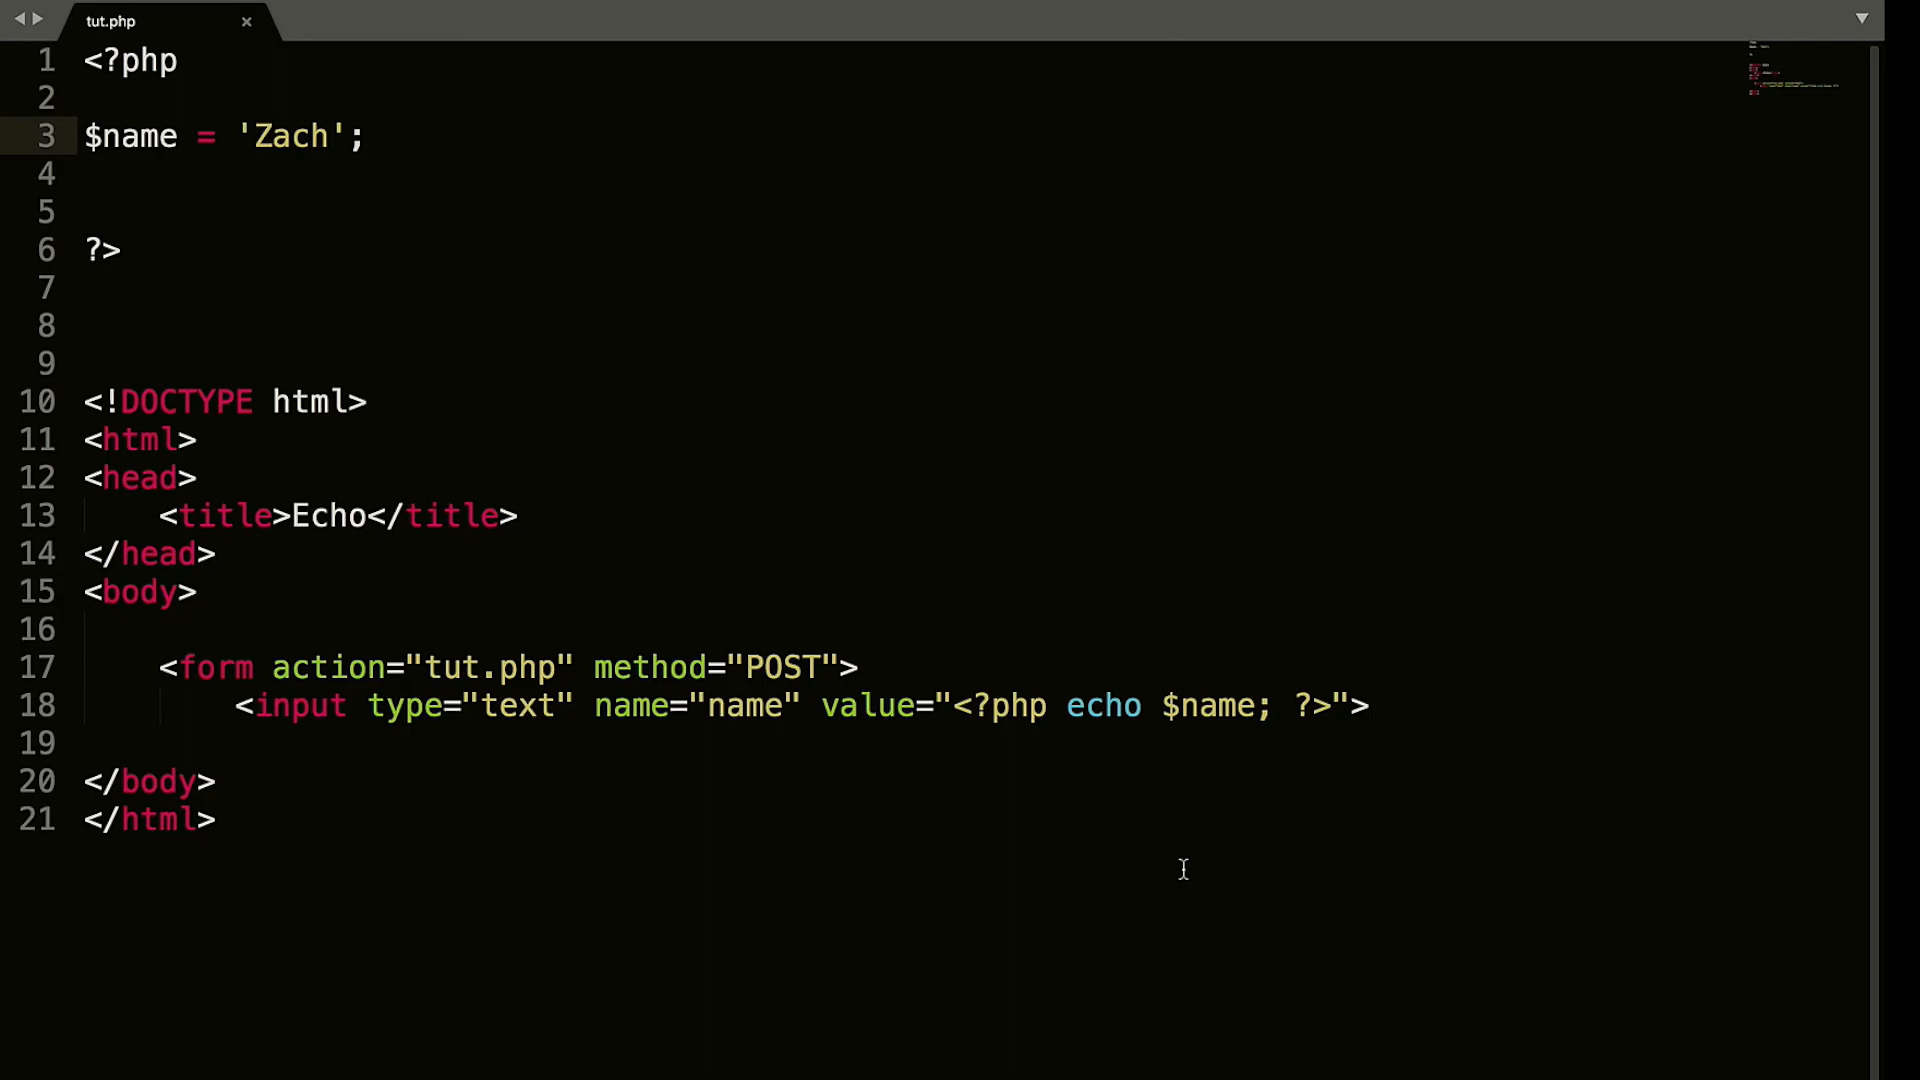 tut.php
1 <?php
2
3 $name = 'Zach';
4
5
6 ?>
7
8
9
10 <!DOCTYPE html>
11 <html>
12 <head>
13     <title>Echo</title>
14 </head>
15 <body>
16
17     <form action="tut.php" method="POST">
18         <input type="text" name="name" value="<?php echo $name; ?>">
19
20 </body>
21 </html>